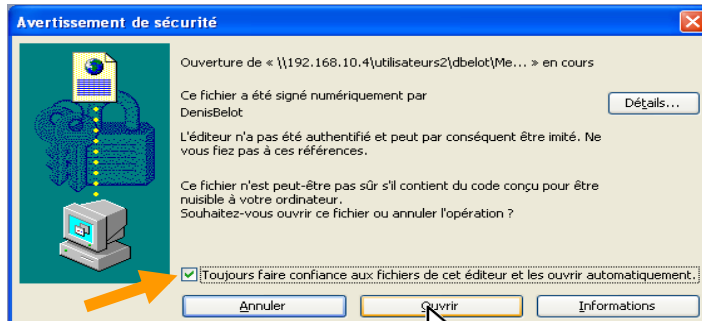 Avertissement de sécurité
Ouverture de « \\192.168.10.4\utilisateurs2\dbelot\Me... » en cours
Ce fichier a été signé numériquement par
DenisBelot
Détails...
L'éditeur n'a pas été authentifié et peut par conséquent être imité. Ne
vous fiez pas à ces références.
Ce fichier n'est peut-être pas sûr s'il contient du code conçu pour être
nuisible à votre ordinateur.
Souhaitez-vous ouvrir ce fichier ou annuler l'opération ?
Toujours faire confiance aux fichiers de cet éditeur et les ouvrir automatiquement.
Annuler
Ouvrir
Informations